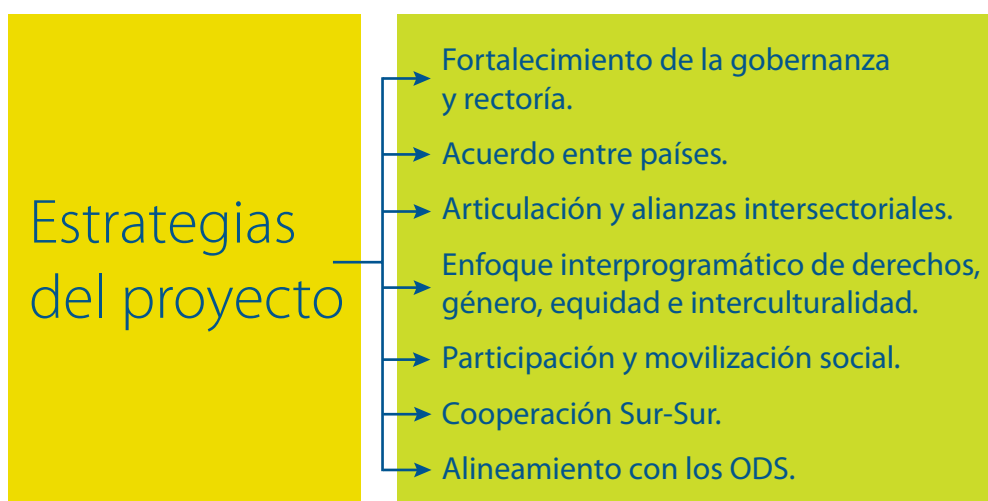 Estrategias
del proyecto
Fortalecimiento de la gobernanza
y rectoría.
Acuerdo entre países.
Articulación y alianzas intersectoriales.
Enfoque interprogramático de derechos,
género, equidad e interculturalidad.
Participación y movilización social.
Cooperación Sur-Sur.
Alineamiento con los ODS.